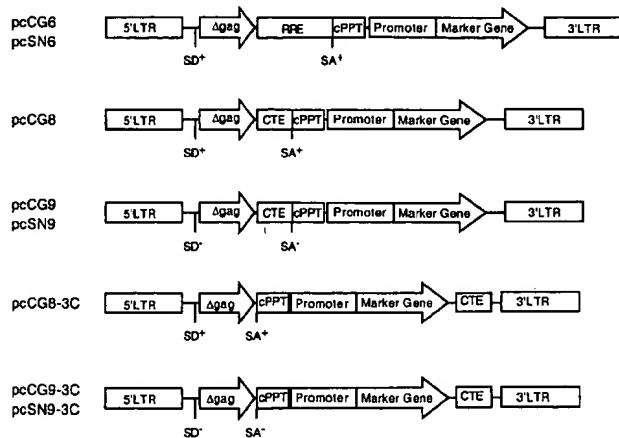 pcCG6
pcSN6
5'LTR Δgag RRE cPPT Promoter Marker Gene 3'LTR
SD+ SA+
pcCG8
5'LTR Δgag CTE cPPT Promoter Marker Gene 3'LTR
SD+ SA+
pcCG9
pcSN9
5'LTR Δgag CTE cPPT Promoter Marker Gene 3'LTR
SD- SA-
pcCG8-3C
5'LTR Δgag cPPT Promoter Marker Gene CTE 3'LTR
SD+ SA+
pcCG9-3C
pcSN9-3C
5'LTR Δgag cPPT Promoter Marker Gene CTE 3'LTR
SD- SA-